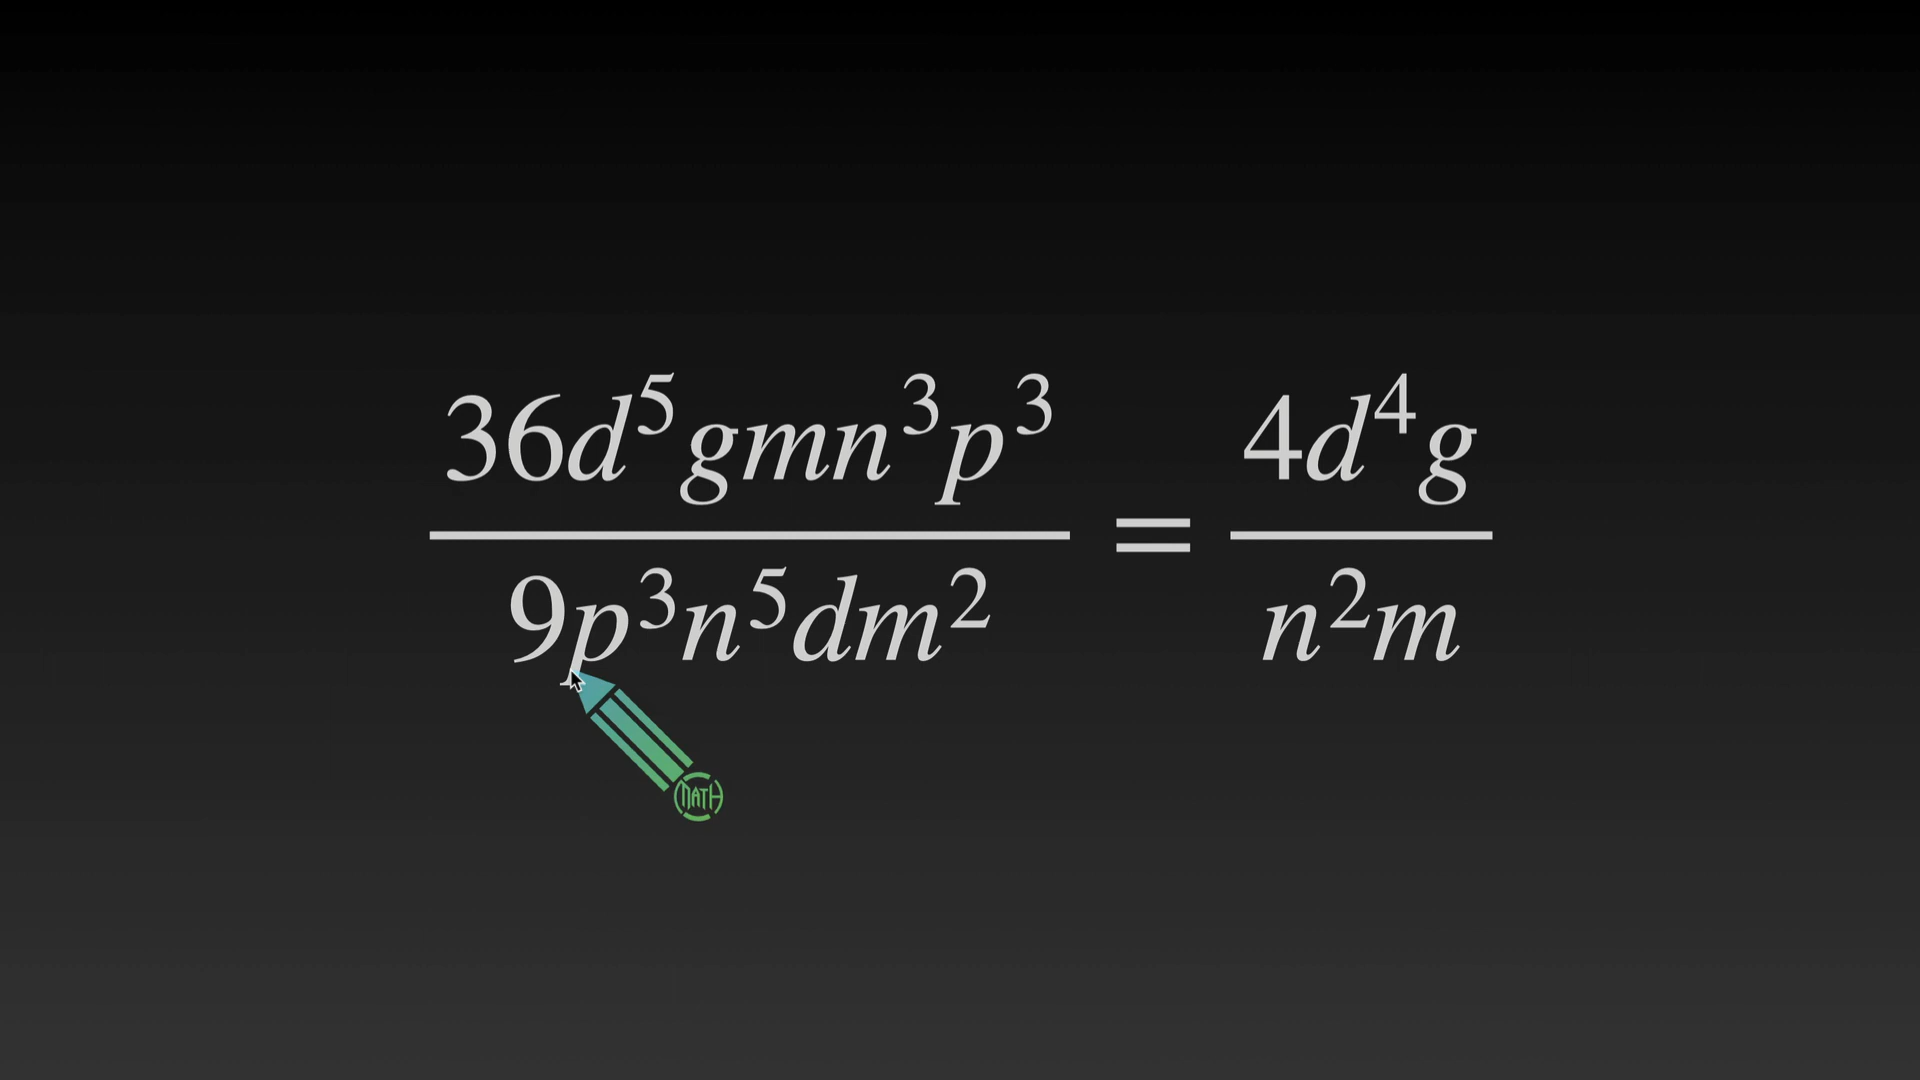 36d⁵gmn³p³ / 9p³n⁵dm² = 4d⁴g / n²m
MATH